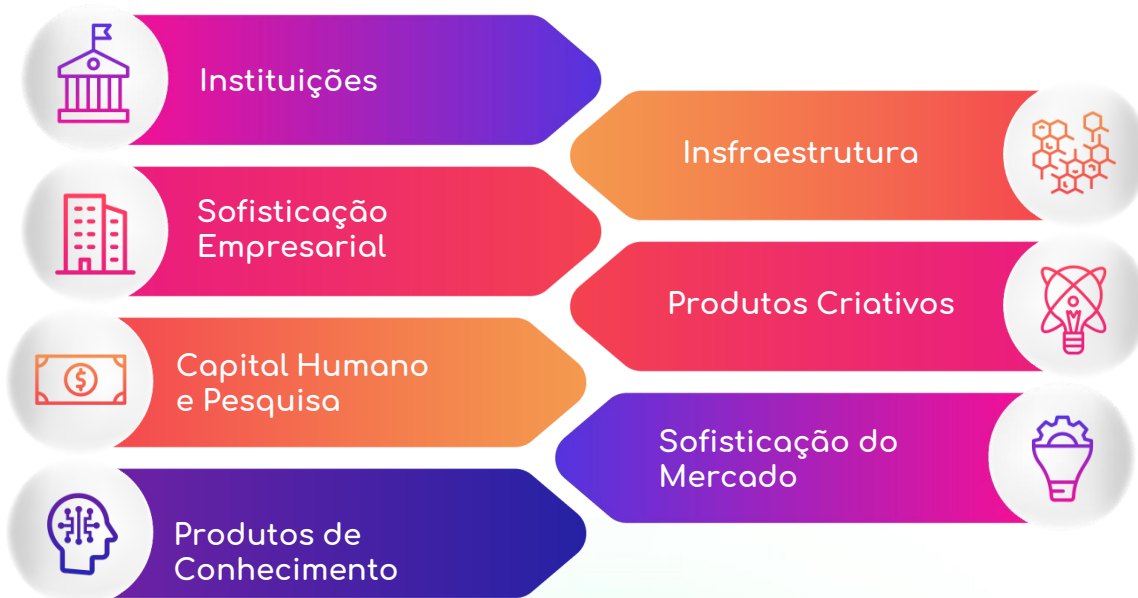 Instituições
Insfraestrutura
Sofisticação
Empresarial
Produtos Criativos
Capital Humano
e Pesquisa
Sofisticação do
Mercado
Produtos de
Conhecimento